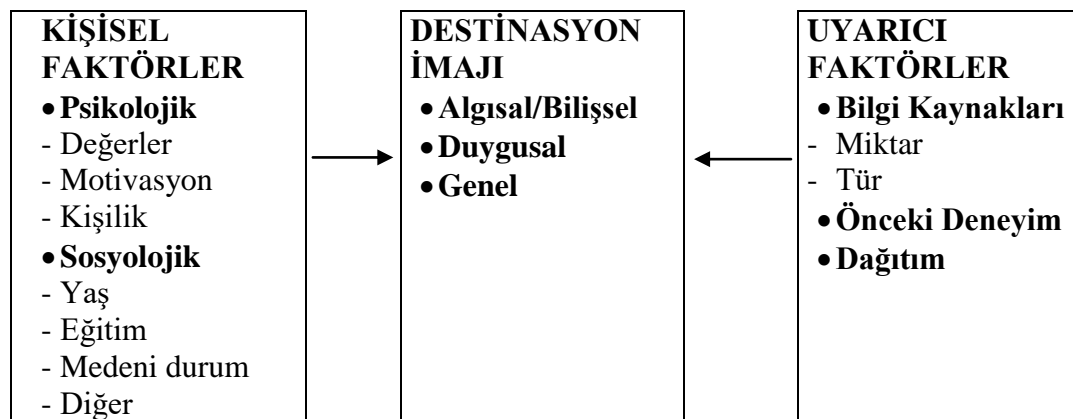 KİŞİSEL
FAKTÖRLER
• Psikolojik
- Değerler
- Motivasyon
- Kişilik
• Sosyolojik
- Yaş
- Eğitim
- Medeni durum
- Diğer
DESTİNASYON
İMAJI
• Algısal/Bilişsel
• Duygusal
• Genel
UYARICI
FAKTÖRLER
• Bilgi Kaynakları
- Miktar
- Tür
• Önceki Deneyim
• Dağıtım